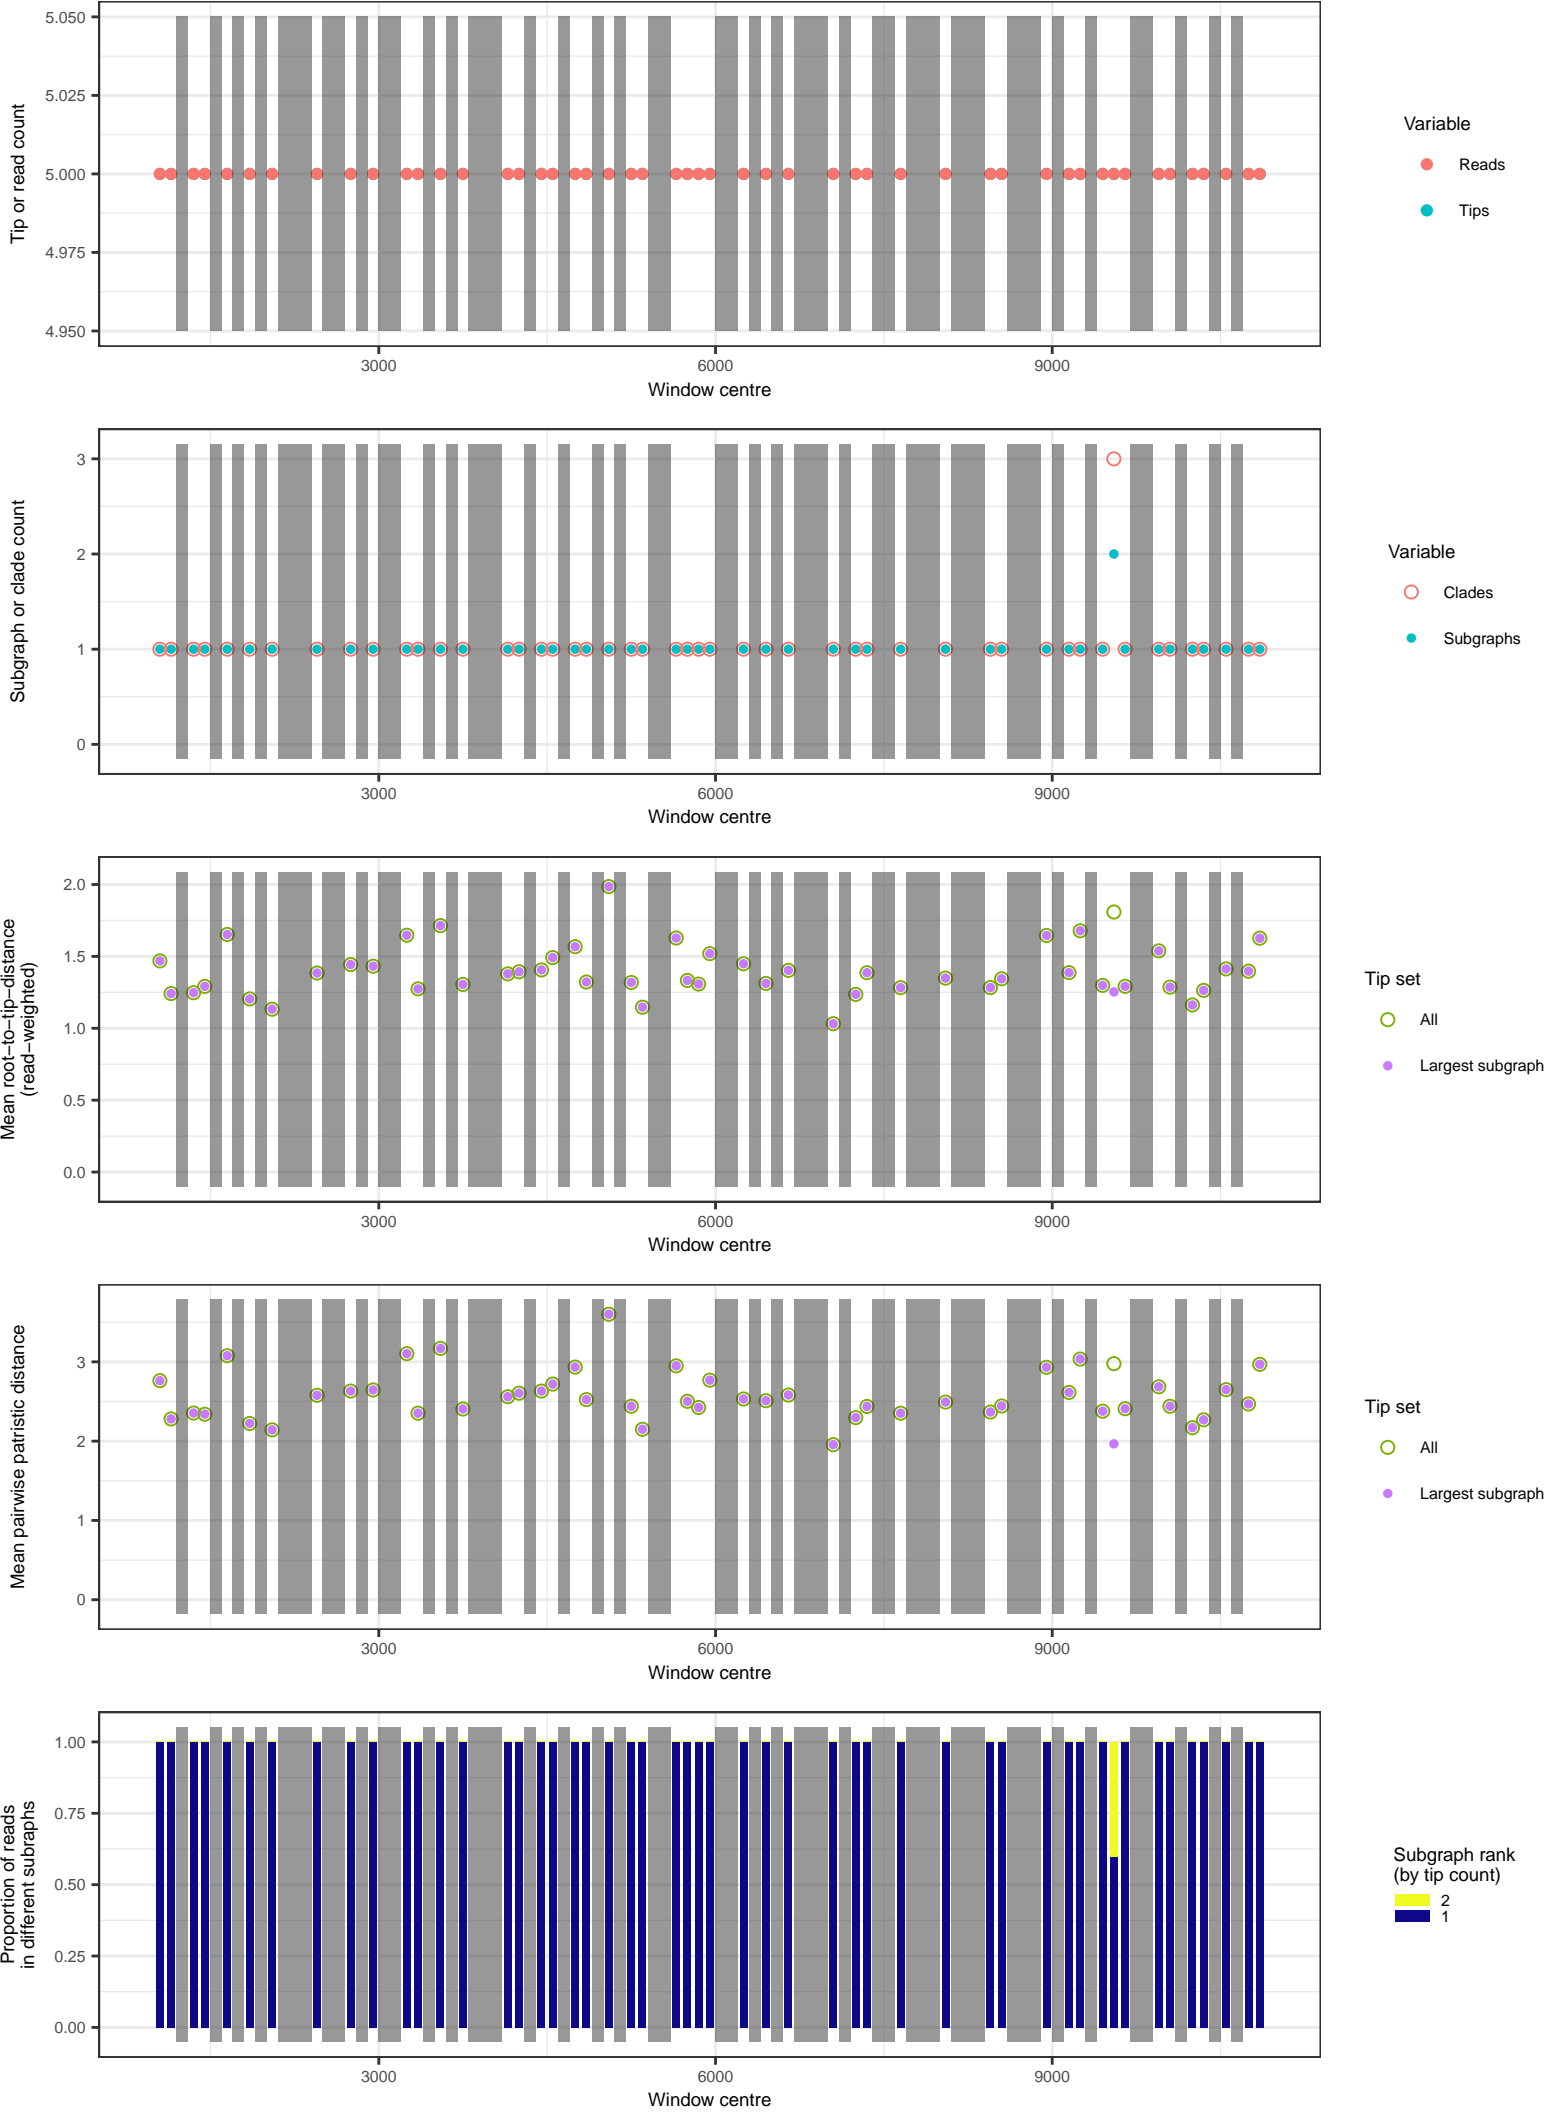 5.050
5.025
5.000
4.975
4.950
Tip or read count
3000 6000 9000
Window centre
Variable
Reads
Tips
3
2
1
0
Subgraph or clade count
3000 6000 9000
Window centre
Variable
Clades
Subgraphs
2.0
1.5
1.0
0.5
0.0
Mean root−to−tip−distance
(read−weighted)
3000 6000 9000
Window centre
Tip set
All
Largest subgraph
3
2
1
0
Mean pairwise patristic distance
3000 6000 9000
Window centre
Tip set
All
Largest subgraph
1.00
0.75
0.50
0.25
0.00
Proportion of reads
in different subraphs
3000 6000 9000
Window centre
Subgraph rank
(by tip count)
2
1